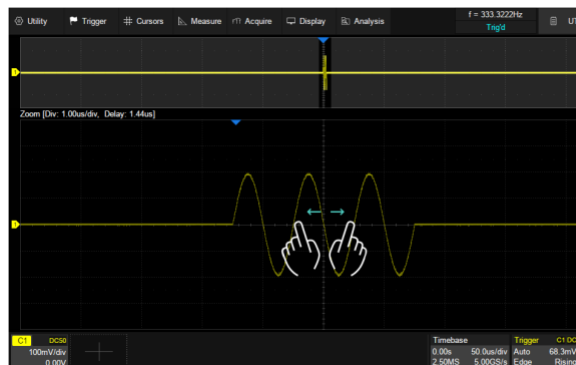 Utility Trigger Cursors Measure Acquire Display Analysis
f = 333.3222Hz
Trig'd
UT
Zoom [Div: 1.00us/div, Delay: 1.44us]
C1 DC50
100mV/div
0.00V
Timebase
0.00s 50.0us/div
2.50MS 5.00GS/s
Trigger C1 DC
Auto 68.3mV
Edge Rising